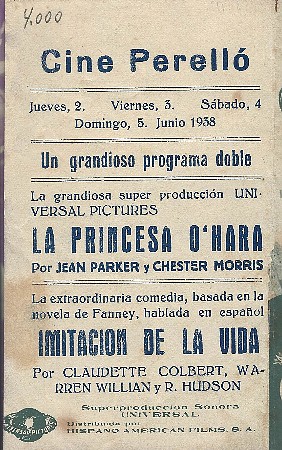 4.000
Cine Perelló
Jueves, 2. Viernes, 3. Sábado, 4
Domingo, 5. Junio 1938
Un grandioso programa doble
La grandiosa super producción UNI-
VERSAL PICTURES
LA PRINCESA O'HARA
Por JEAN PARKER y CHESTER MORRIS
La extraordinaria comedia, basada en la
novela de Fanney, hablada en español
IMITACION DE LA VIDA
Por CLAUDETTE COLBERT, WA-
RREN WILLIAN y R. HUDSON
Superproducción Sonora
UNIVERSAL
Distribuida por
HISPANO AMERICAN FILMS, S. A.